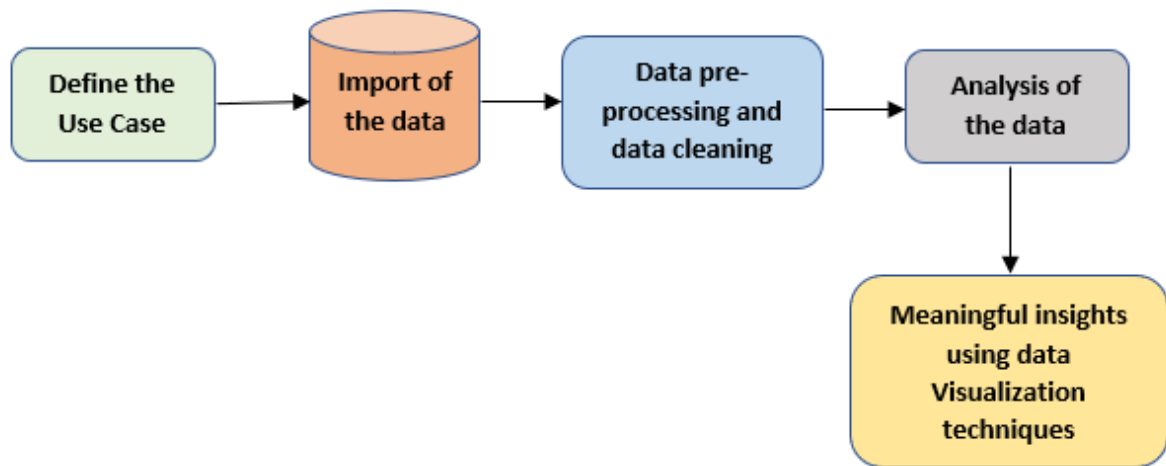 Define the
Use Case
Import of
the data
Data pre-
processing and
data cleaning
Analysis of
the data
Meaningful insights
using data
Visualization
techniques